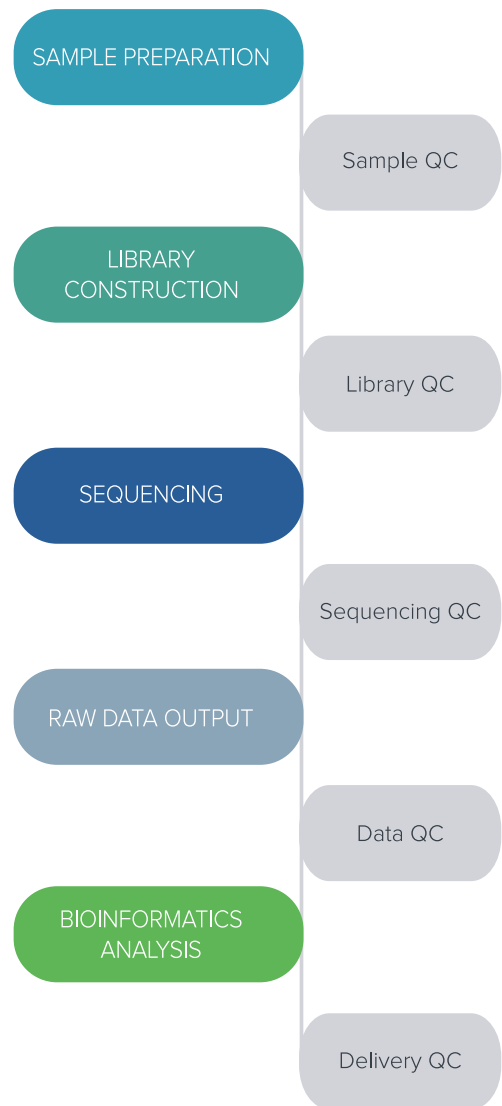 SAMPLE PREPARATION
Sample QC
LIBRARY
CONSTRUCTION
Library QC
SEQUENCING
Sequencing QC
RAW DATA OUTPUT
Data QC
BIOINFORMATICS
ANALYSIS
Delivery QC